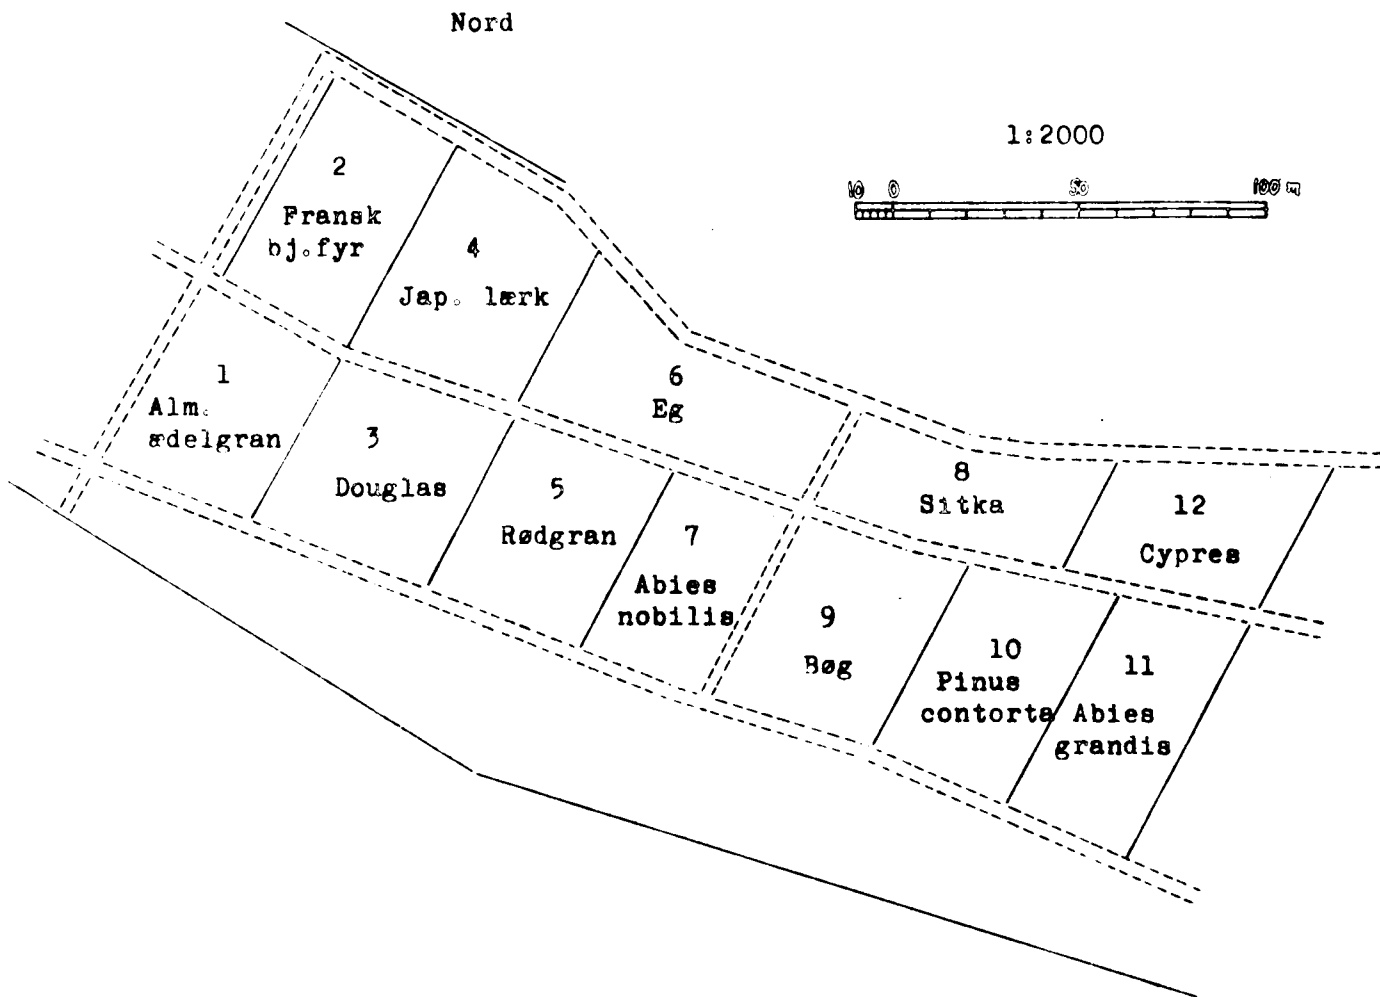 Nord
1:2000
10 0 50 100 m
2
Fransk
bj.fyr
4
Jap. lærk
1
Alm.
ædelgran
3
Douglas
6
Eg
5
Rødgran
7
Abies
nobilis
8
Sitka
12
Cypres
9
Bøg
10
Pinus
contorta
11
Abies
grandis